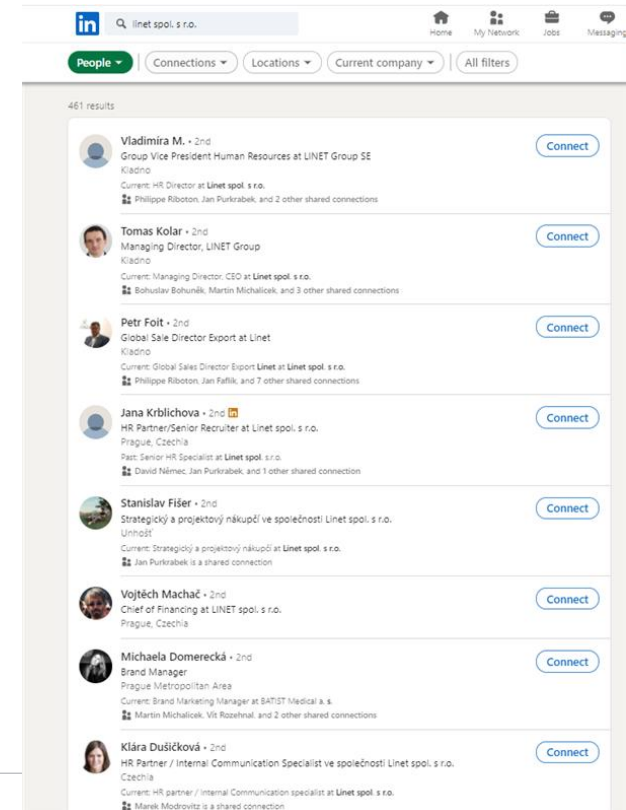 in
linet spol. s r.o.
Home
My Network
Jobs
Messaging
People
Connections
Locations
Current company
All filters
461 results
Vladimíra M. • 2nd
Group Vice President Human Resources at LINET Group SE
Kladno
Current: HR Director at Linet spol. s r.o.
Philippe Riboton, Jan Purkrabek, and 2 other shared connections
Connect
Tomas Kolar • 2nd
Managing Director, LINET Group
Kladno
Current: Managing Director, CEO at Linet spol. s r.o.
Bohuslav Bohuněk, Martin Michalicek, and 3 other shared connections
Connect
Petr Foit • 2nd
Global Sale Director Export at Linet
Kladno
Current: Global Sales Director Export Linet at Linet spol. s r.o.
Philippe Riboton, Jan Faflik, and 7 other shared connections
Connect
Jana Krblichova • 2nd in
HR Partner/Senior Recruiter at Linet spol. s r.o.
Prague, Czechia
Past: Senior HR Specialist at Linet spol. s.r.o.
David Němec, Jan Purkrabek, and 1 other shared connection
Connect
Stanislav Fišer • 2nd
Strategický a projektový nákupčí ve společnosti Linet spol. s r.o.
Unhošť
Current: Strategický a projektový nákupčí at Linet spol. s r.o.
Jan Purkrabek is a shared connection
Connect
Vojtěch Machač • 2nd
Chief of Financing at LINET spol. s r.o.
Prague, Czechia
Connect
Michaela Domerecká • 2nd
Brand Manager
Prague Metropolitan Area
Current: Brand Marketing Manager at BATIST Medical a. s.
Martin Michalicek, Vit Rozehnal, and 2 other shared connections
Connect
Klára Dušičková • 2nd
HR Partner / Internal Communication Specialist ve společnosti Linet spol. s r.o.
Czechia
Current: HR partner / Internal Communication specialist at Linet spol. s r.o.
Marek Modrovitz is a shared connection
Connect